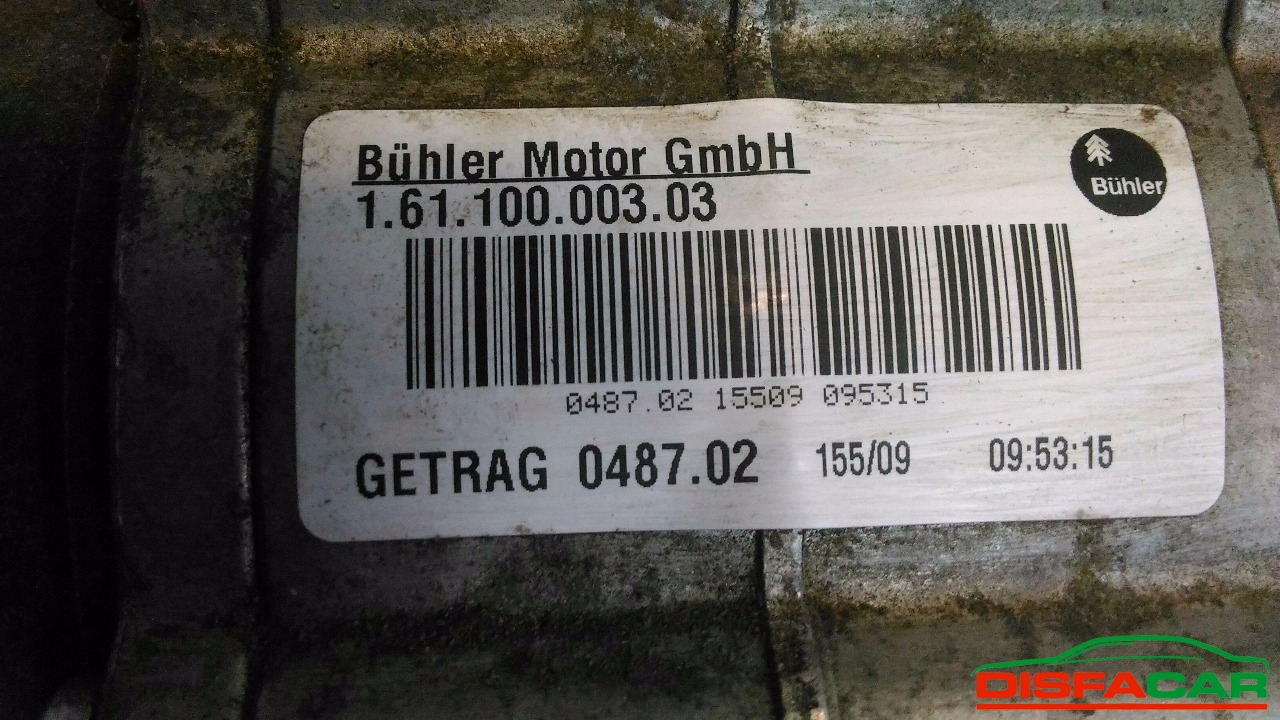 Bühler Motor GmbH
Bühler
1.61.100.003.03
0487.02 15509 095315
GETRAG 0487.02 155/09 09:53:15
DISFACAR